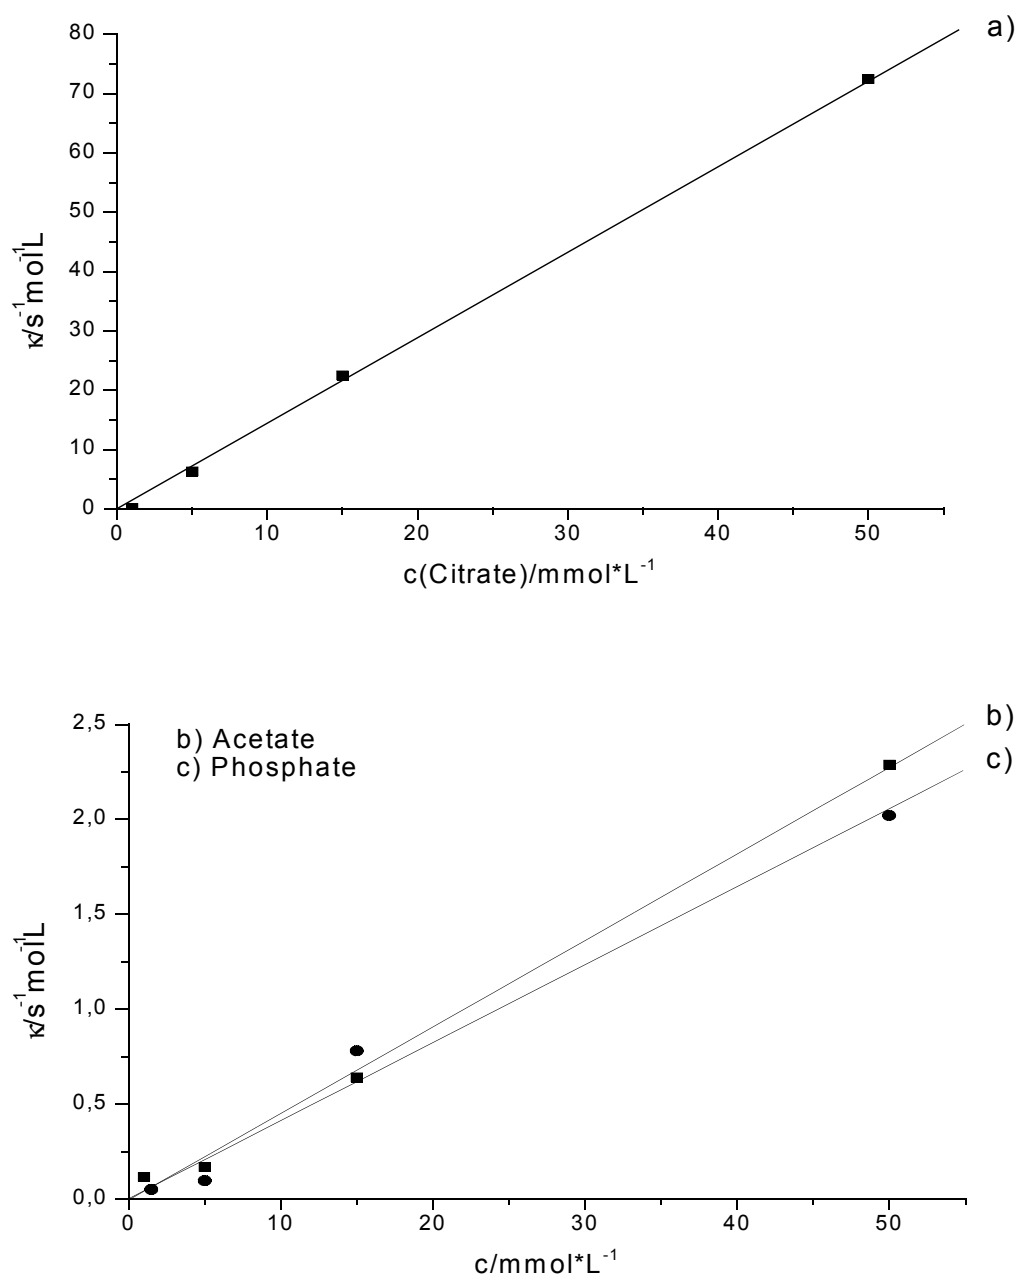 a)
80
70
60
50
40
30
20
10
0
κ/s⁻¹mol⁻¹L
0 10 20 30 40 50
c(Citrate)/mmol*L⁻¹
b) Acetate
c) Phosphate
b)
c)
2,5
2,0
1,5
1,0
0,5
0,0
κ/s⁻¹mol⁻¹L
0 10 20 30 40 50
c/mmol*L⁻¹